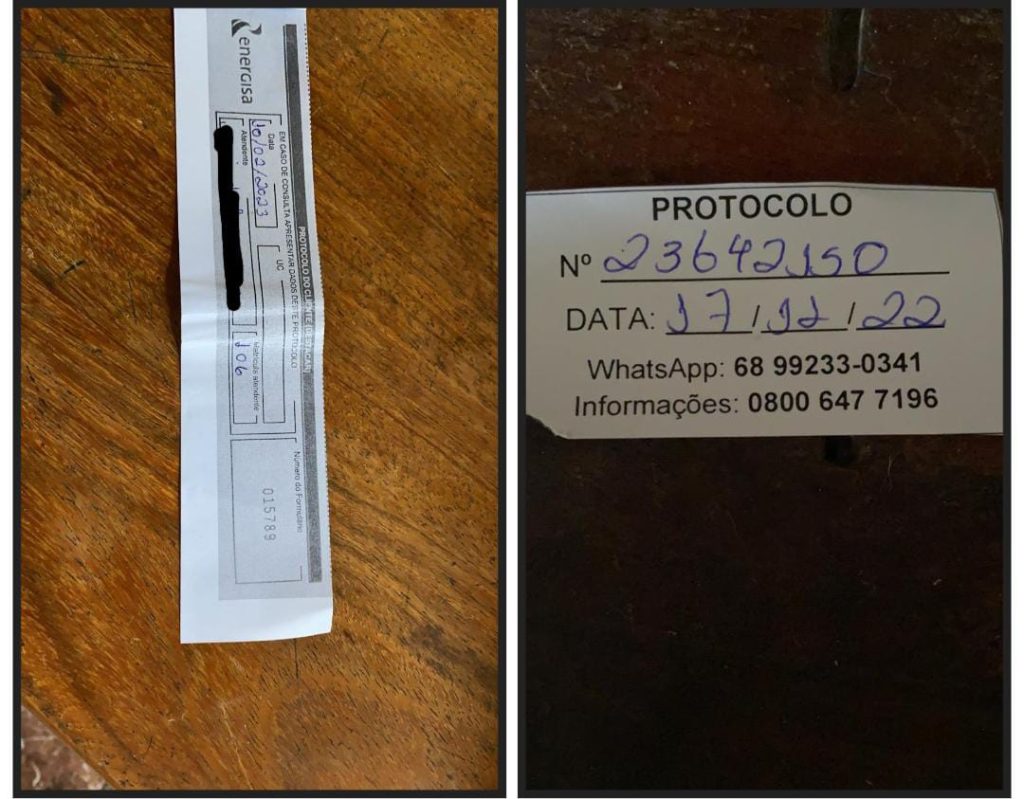 energisa
PROTOCOLO DO CLIENTE
EM CASO DE CONSULTA APRESENTAR DADOS DESTE PROTOCOLO
Data
10/02/2023
UC
Atendente
Matrícula atendente
106
Número do Formulário
015789
PROTOCOLO
Nº 23642150
DATA: 17/11/22
WhatsApp: 68 99233-0341
Informações: 0800 647 7196